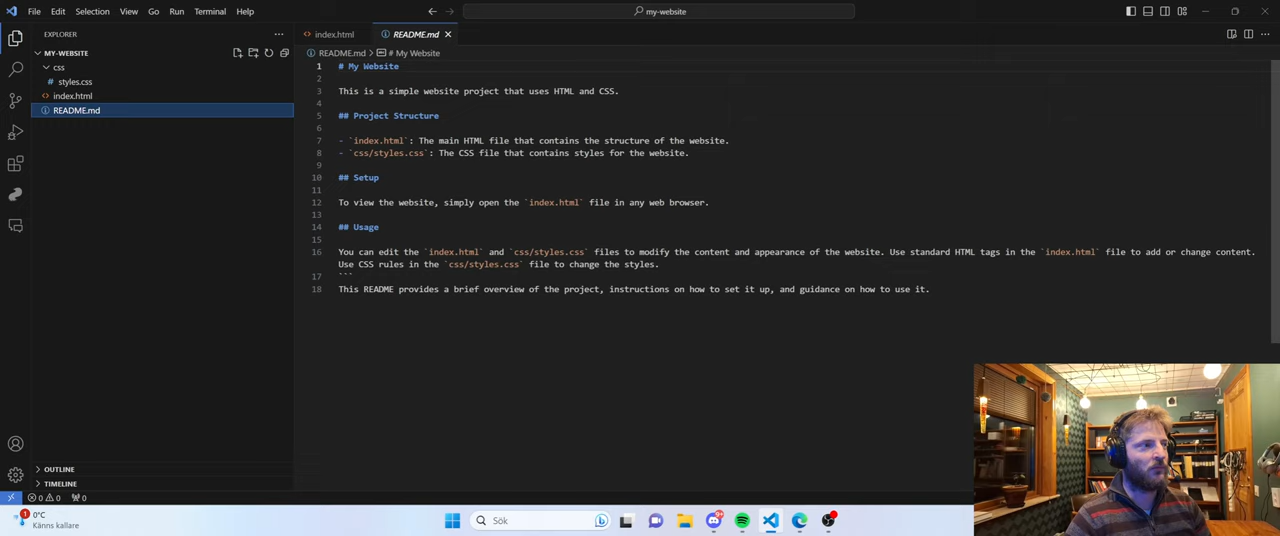 File Edit Selection View Go Run Terminal Help
my-website
EXPLORER
index.html
README.md
MY-WEBSITE
README.md > # My Website
css
# styles.css
index.html
README.md
1 # My Website
2
3 This is a simple website project that uses HTML and CSS.
4
5 ## Project Structure
6
7 - `index.html`: The main HTML file that contains the structure of the website.
8 - `css/styles.css`: The CSS file that contains styles for the website.
9
10 ## Setup
11
12 To view the website, simply open the `index.html` file in any web browser.
13
14 ## Usage
15
16 You can edit the `index.html` and `css/styles.css` files to modify the content and appearance of the website. Use standard HTML tags in the `index.html` file to add or change content.
Use CSS rules in the `css/styles.css` file to change the styles.
17 ```
18 This README provides a brief overview of the project, instructions on how to set it up, and guidance on how to use it.
OUTLINE
TIMELINE
0 0 0
1
0°C
Känns kallare
Sök
9+